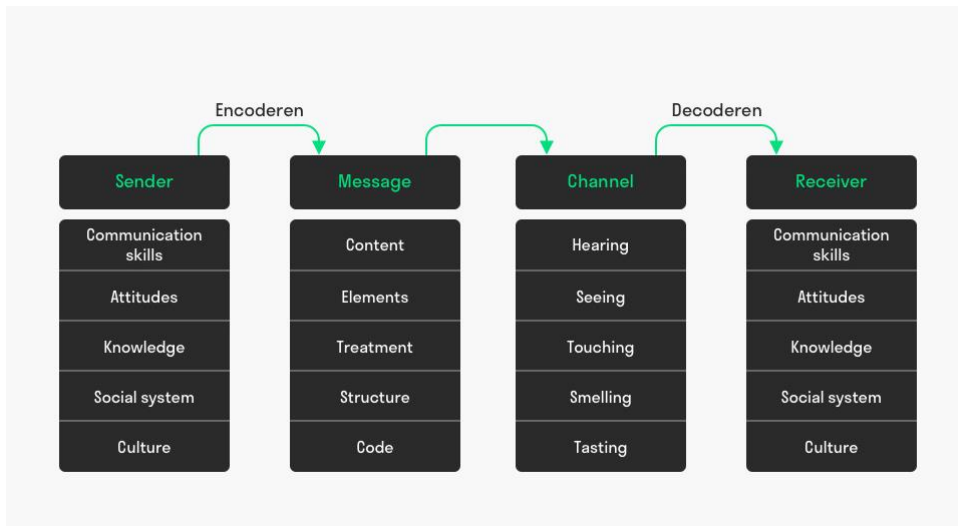 Encoderen
Decoderen
Sender
Message
Channel
Receiver
Communication
skills
Attitudes
Knowledge
Social system
Culture
Content
Elements
Treatment
Structure
Code
Hearing
Seeing
Touching
Smelling
Tasting
Communication
skills
Attitudes
Knowledge
Social system
Culture